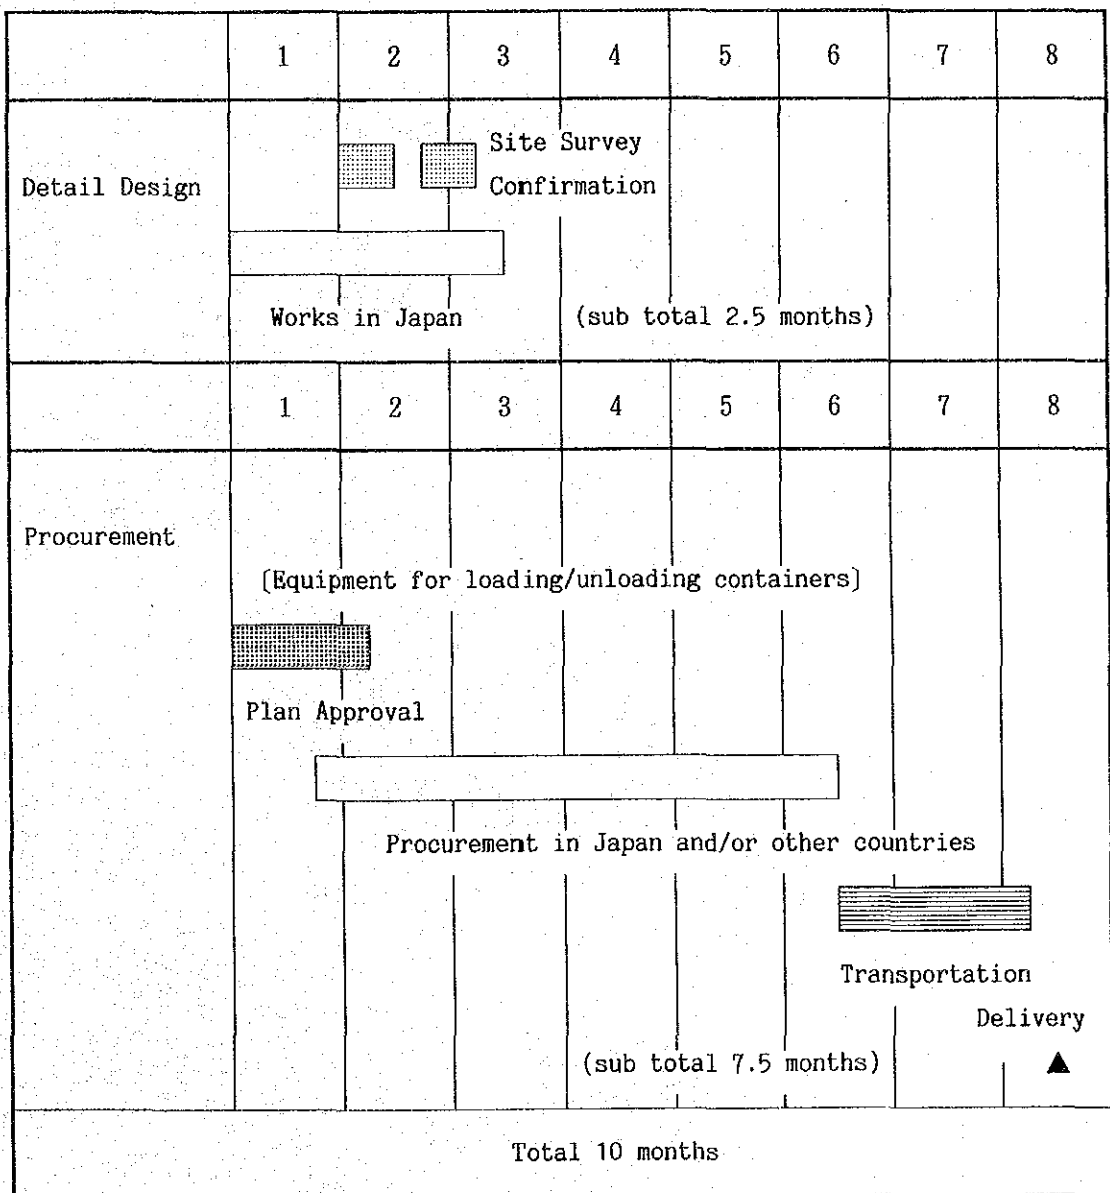 1 2 3 4 5 6 7 8
Site Survey
Detail Design
Confirmation
Works in Japan (sub total 2.5 months)
1 2 3 4 5 6 7 8
Procurement
(Equipment for loading/unloading containers)
Plan Approval
Procurement in Japan and/or other countries
Transportation
Delivery
(sub total 7.5 months) ▲
Total 10 months